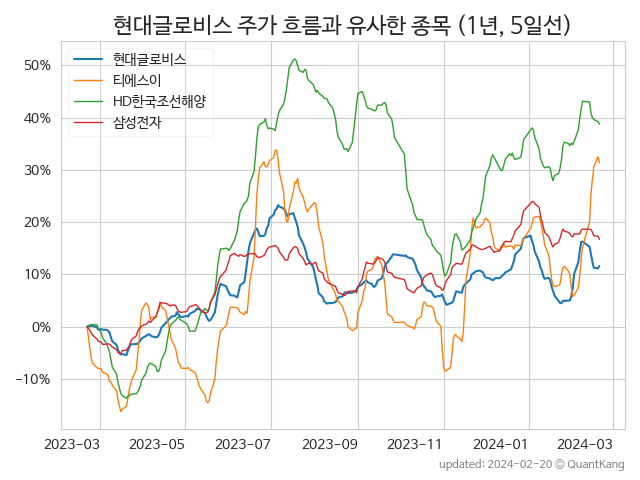 현대글로비스 주가 흐름과 유사한 종목 (1년, 5일선)
현대글로비스
티에스이
HD한국조선해양
삼성전자
50%
40%
30%
20%
10%
0%
−10%
2023-03 2023-05 2023-07 2023-09 2023-11 2024-01 2024-03
updated: 2024-02-20 © QuantKang